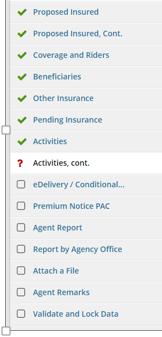 Proposed Insured
Proposed Insured, Cont.
Coverage and Riders
Beneficiaries
Other Insurance
Pending Insurance
Activities
? Activities, cont.
eDelivery / Conditional...
Premium Notice PAC
Agent Report
Report by Agency Office
Attach a File
Agent Remarks
Validate and Lock Data